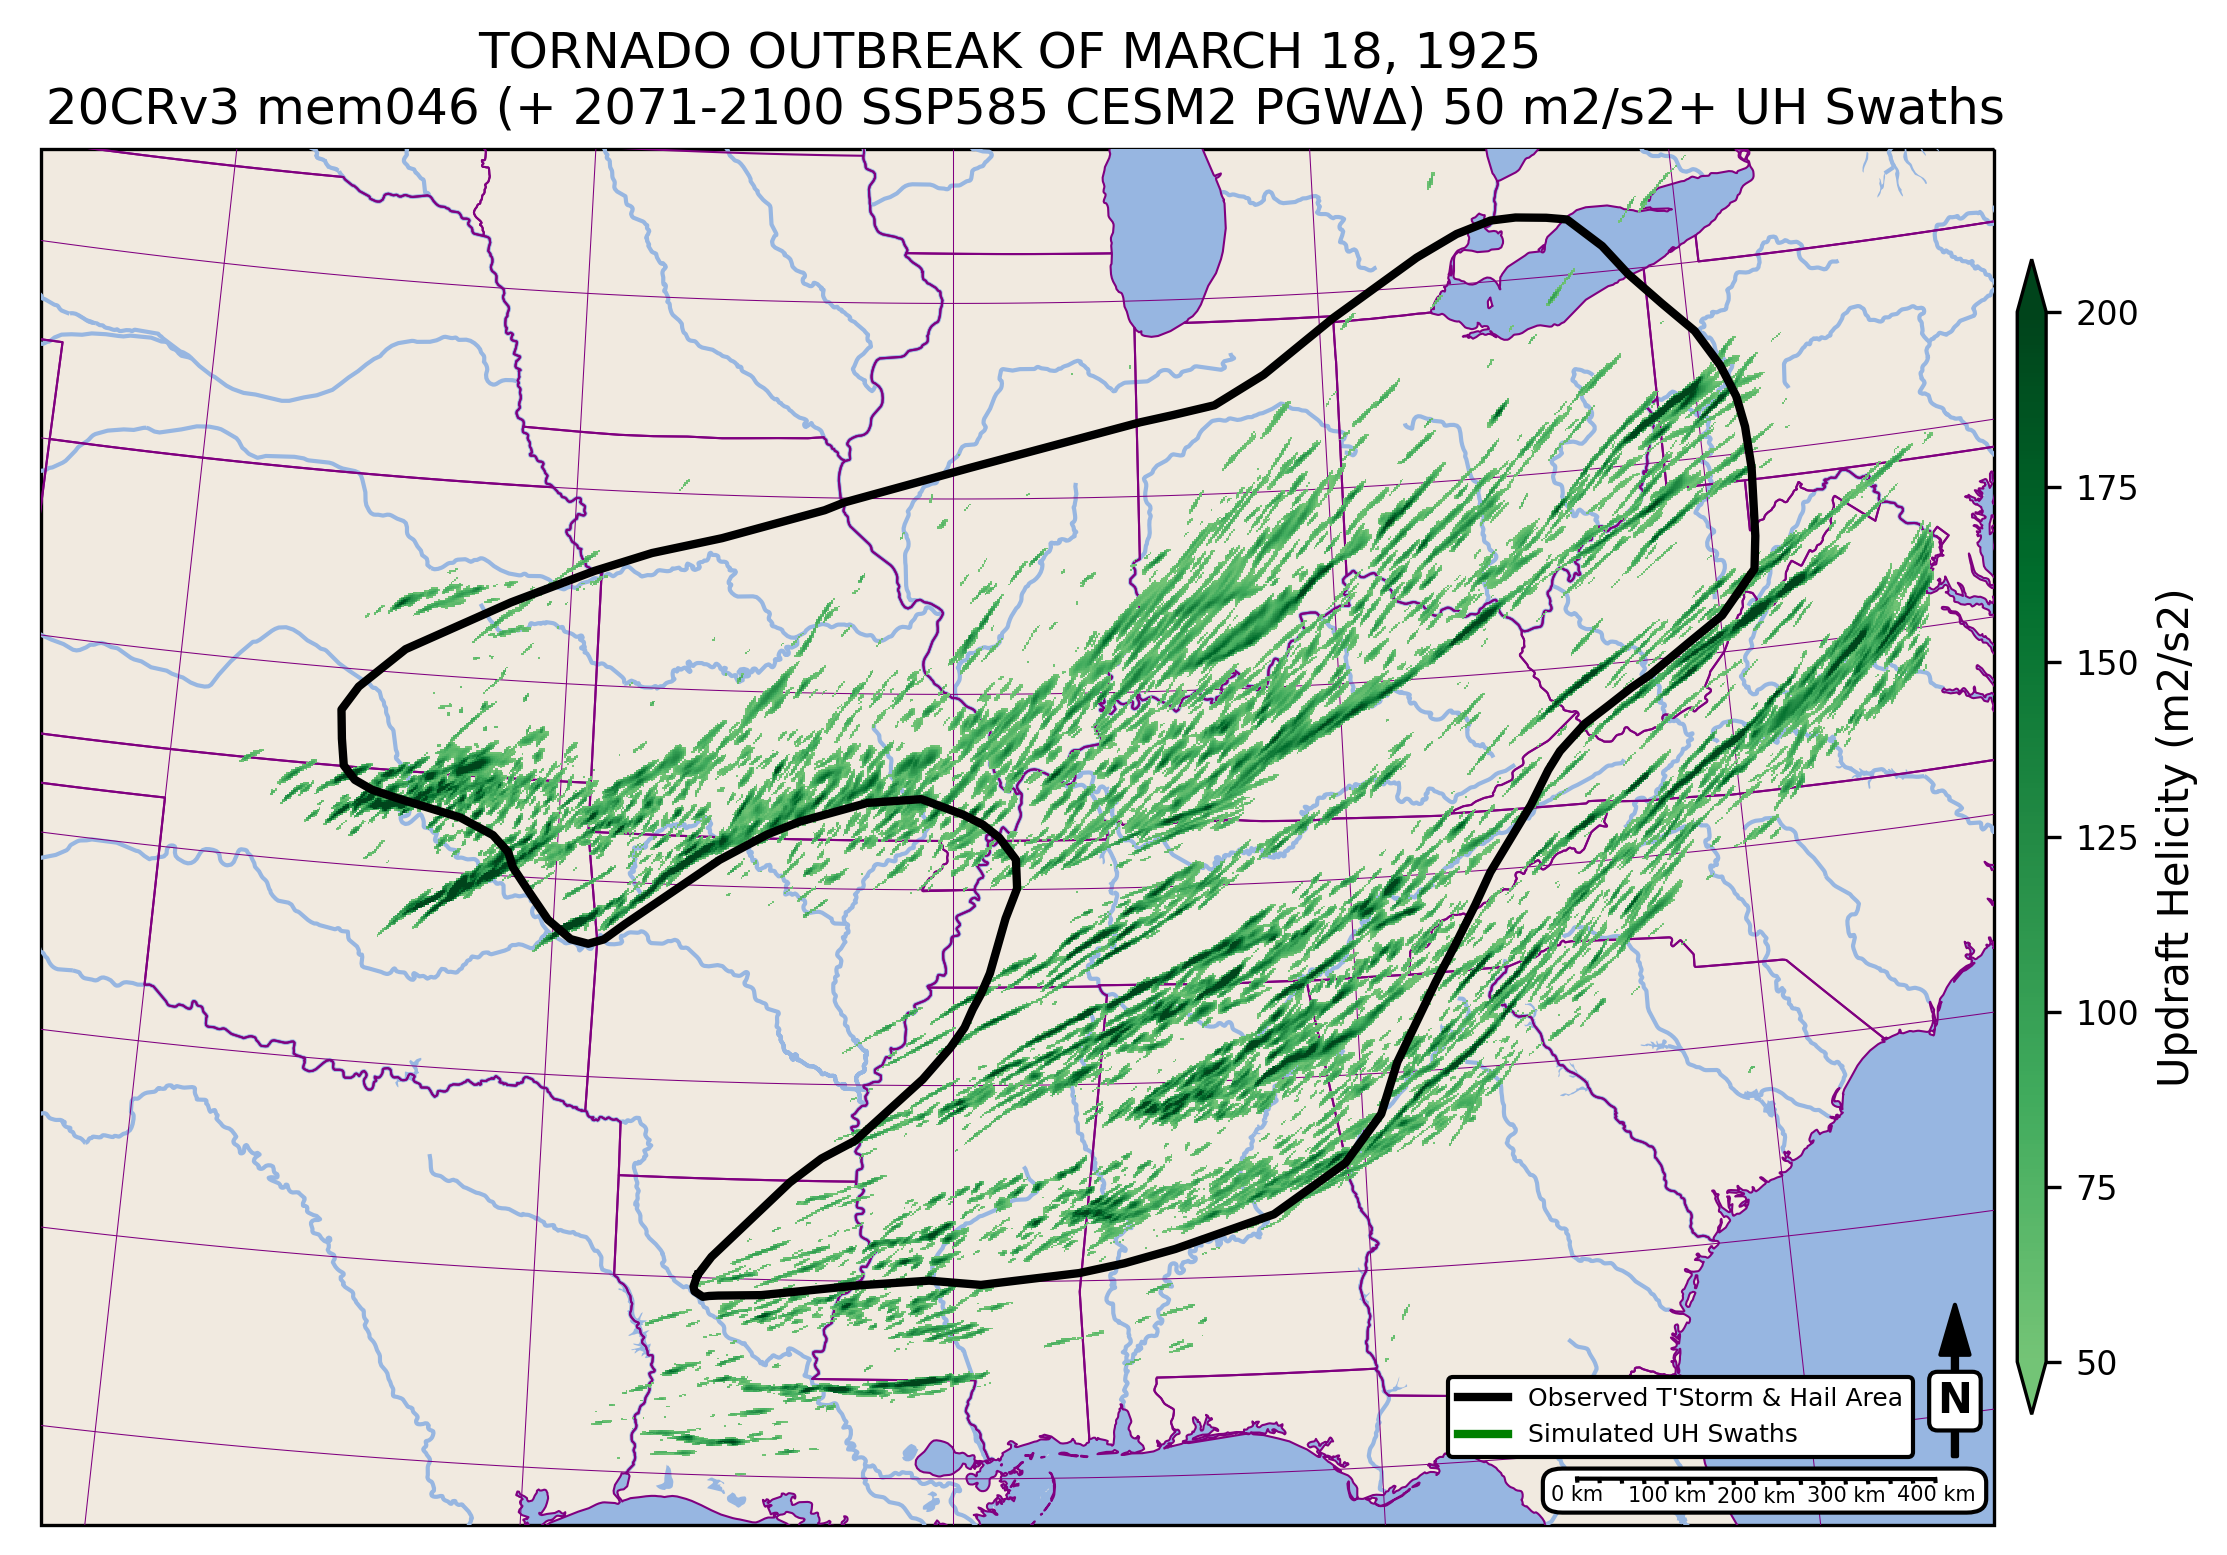 TORNADO OUTBREAK OF MARCH 18, 1925
20CRv3 mem046 (+ 2071-2100 SSP585 CESM2 PGWΔ) 50 m2/s2+ UH Swaths
200
175
150
125
100
75
50
Updraft Helicity (m2/s2)
Observed T'Storm & Hail Area
Simulated UH Swaths
N
0 km 100 km 200 km 300 km 400 km